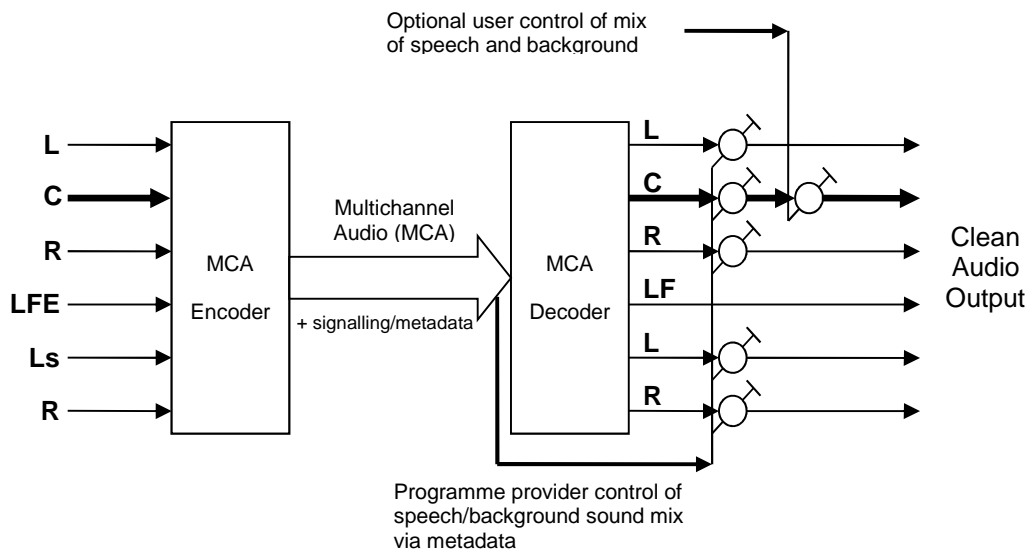 Optional user control of mix
of speech and background
L
C
R
LFE
Ls
R
MCA
Encoder
Multichannel
Audio (MCA)
+ signalling/metadata
MCA
Decoder
L
C
R
LF
L
R
Clean
Audio
Output
Programme provider control of
speech/background sound mix
via metadata